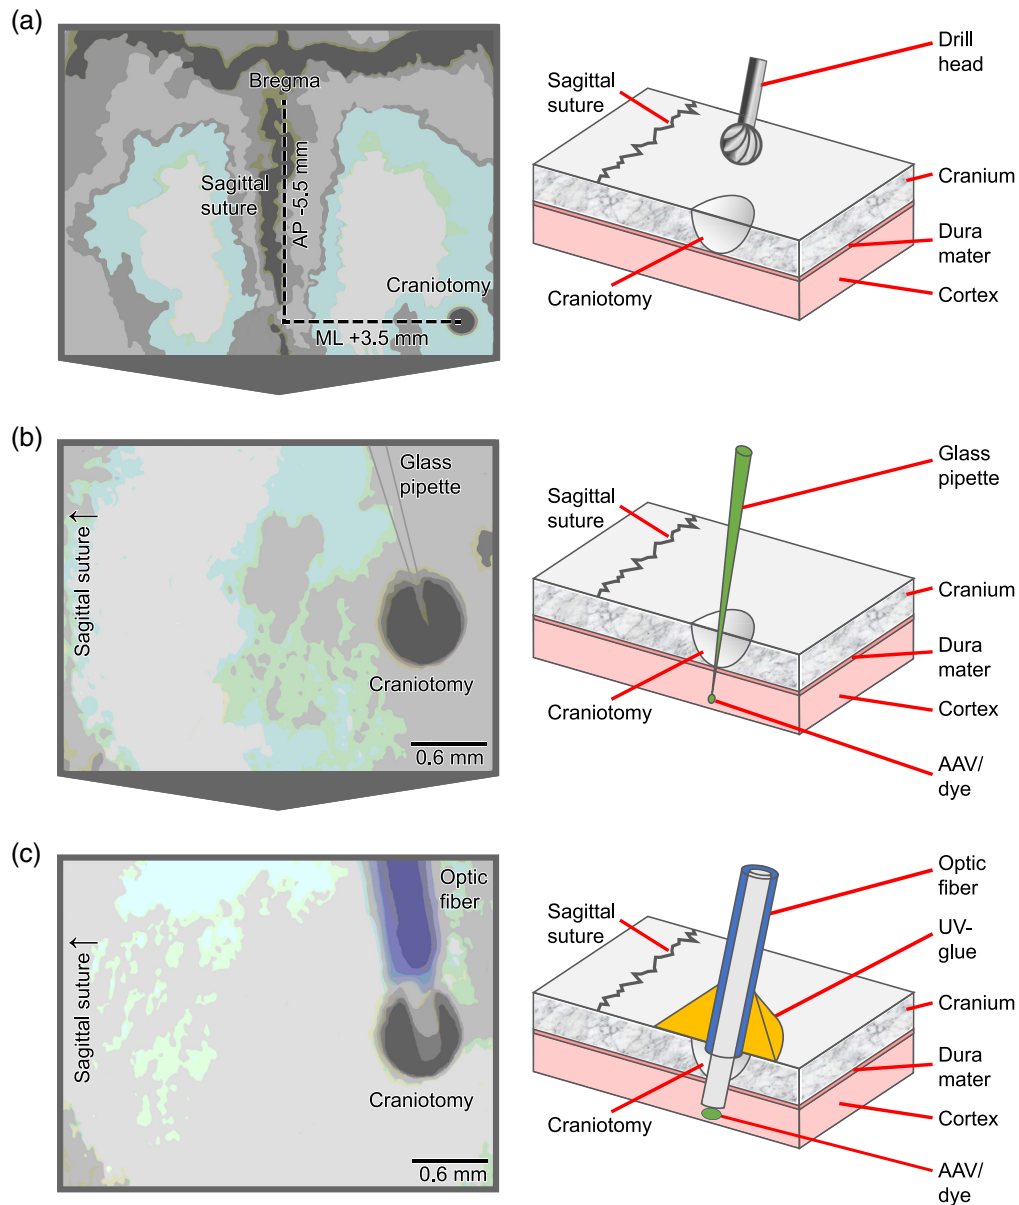 (a)
Bregma
Sagittal
suture
AP -5.5 mm
Craniotomy
ML +3.5 mm
Drill
head
Sagittal
suture
Cranium
Dura
mater
Craniotomy
Cortex
(b)
Glass
pipette
Sagittal suture→
Craniotomy
0.6 mm
Glass
pipette
Sagittal
suture
Cranium
Dura
mater
Craniotomy
Cortex
AAV/
dye
(c)
Optic
fiber
Sagittal suture→
Craniotomy
0.6 mm
Optic
fiber
UV-
glue
Sagittal
suture
Cranium
Dura
mater
Craniotomy
Cortex
AAV/
dye